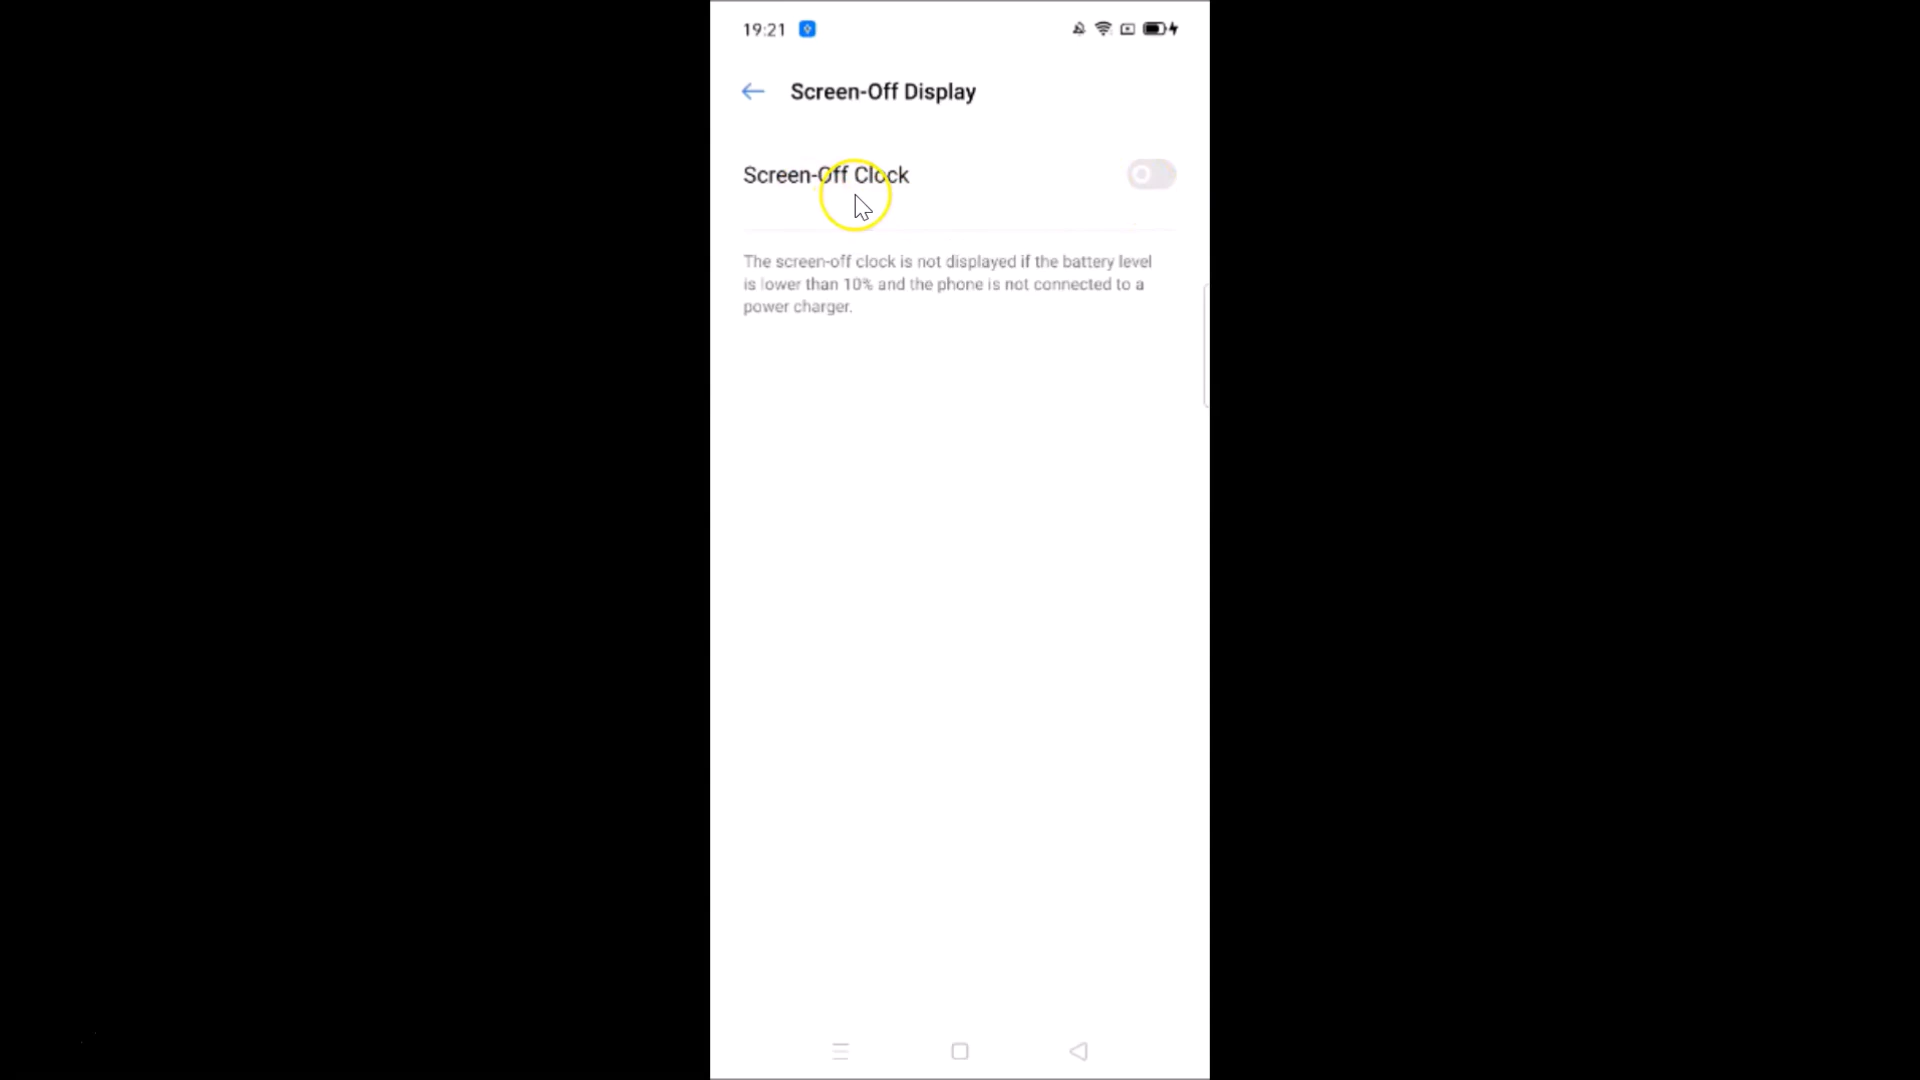 19:21
Screen-Off Display
Screen-Off Clock
The screen-off clock is not displayed if the battery level
is lower than 10% and the phone is not connected to a
power charger.